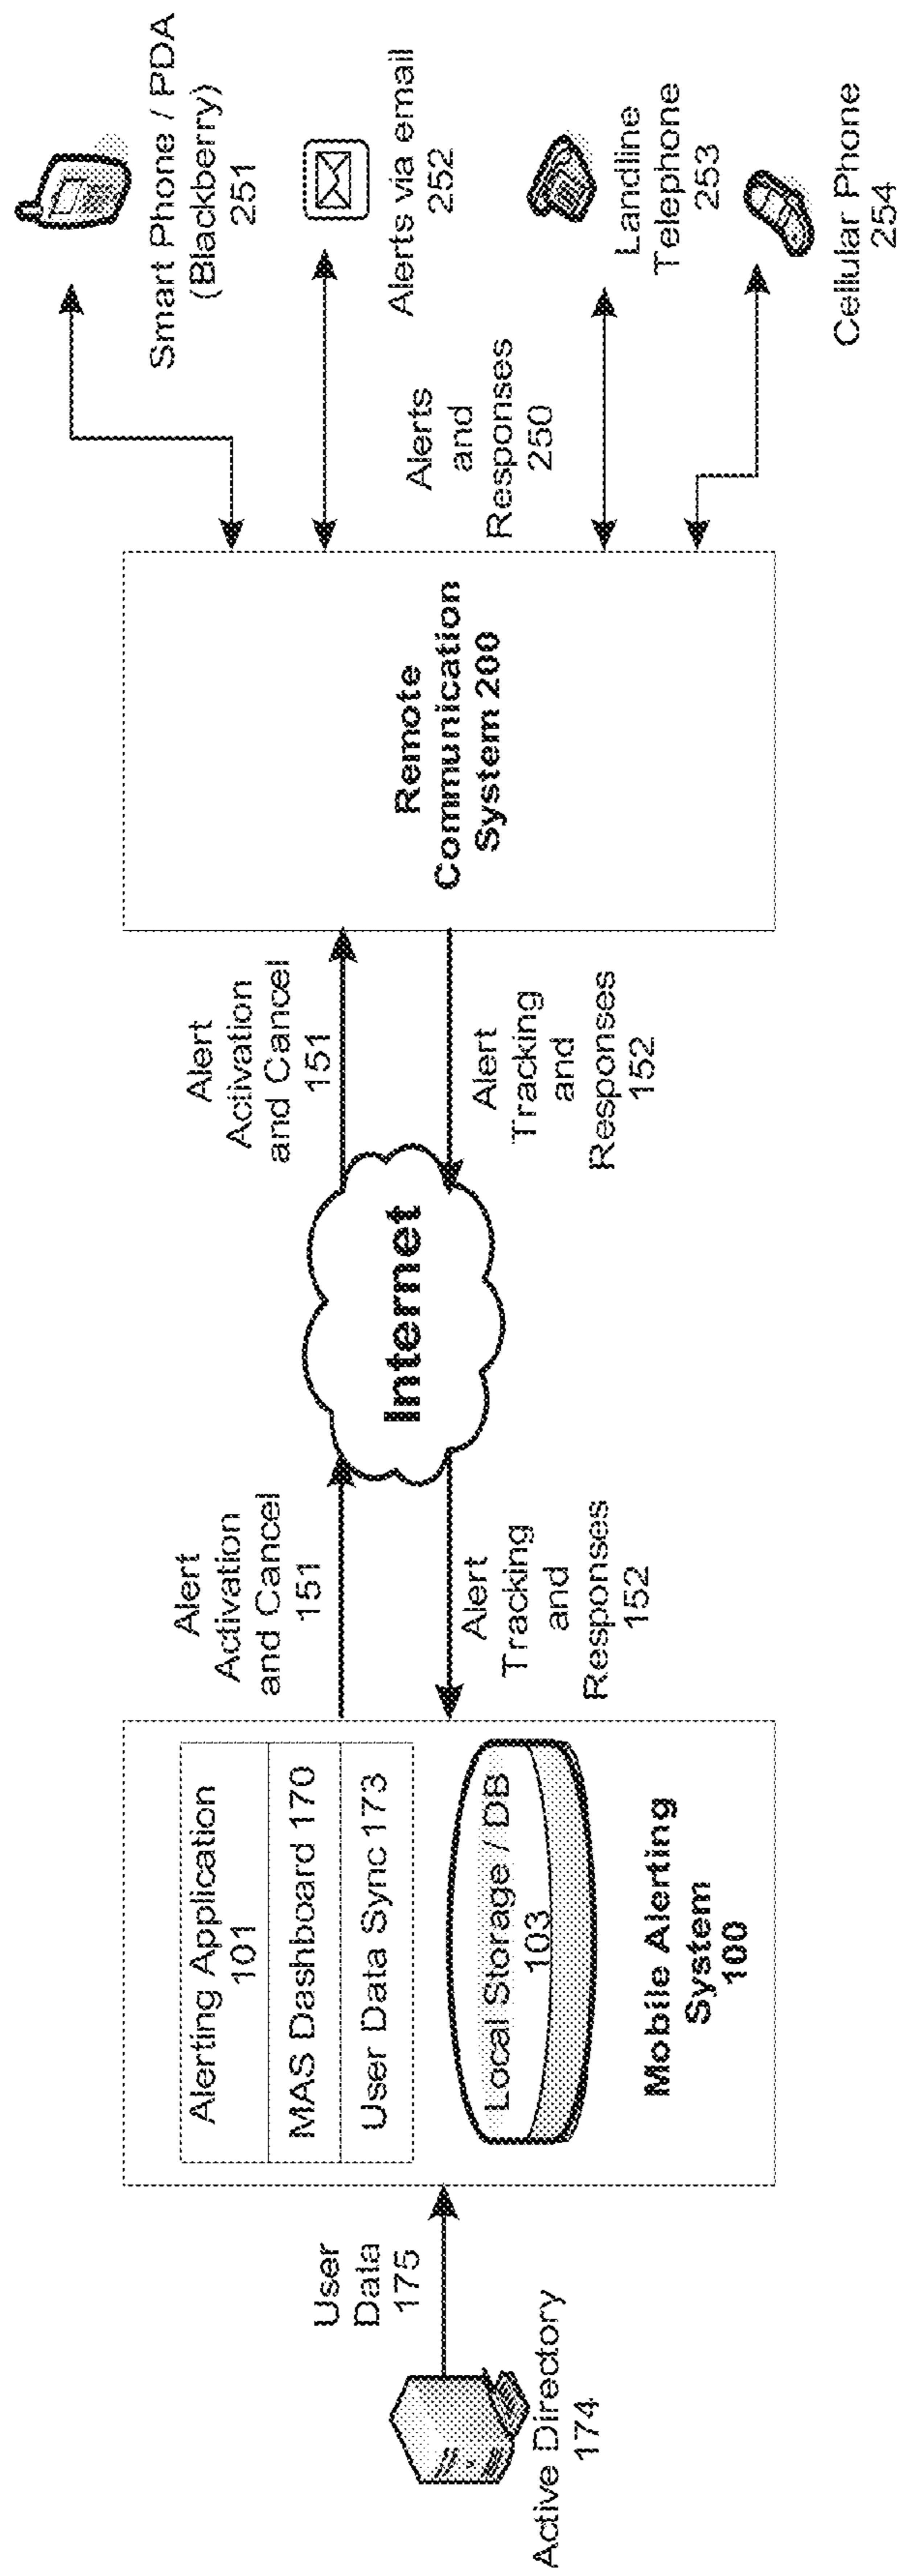 Active Directory
174
User
Data
175
Alerting Application
101
MAS Dashboard 170
User Data Sync 173
Local Storage / DB
103
Mobile Alerting
System
100
Alert
Activation
and Cancel
151
Alert
Tracking
and
Responses
152
Internet
Alert
Activation
and Cancel
151
Alert
Tracking
and
Responses
152
Remote
Communication
System 200
Alerts
and
Responses
250
Smart Phone / PDA
(Blackberry)
251
Alerts via email
252
Landline
Telephone
253
Cellular Phone
254